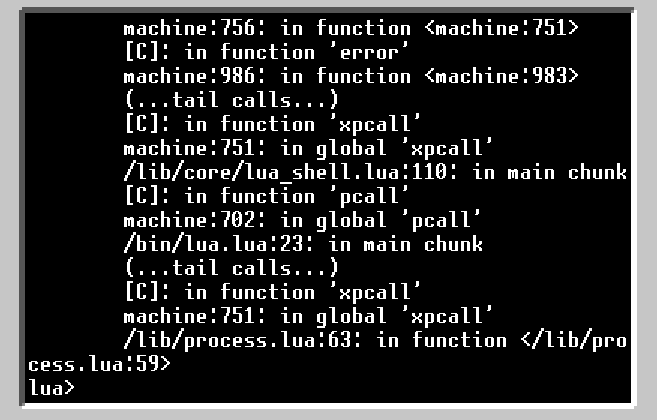 machine:756: in function <machine:751>
[C]: in function 'error'
machine:986: in function <machine:983>
(...tail calls...)
[C]: in function 'xpcall'
machine:751: in global 'xpcall'
/lib/core/lua_shell.lua:110: in main chunk
[C]: in function 'pcall'
machine:702: in global 'pcall'
/bin/lua.lua:23: in main chunk
(...tail calls...)
[C]: in function 'xpcall'
machine:751: in global 'xpcall'
/lib/process.lua:63: in function </lib/pro
cess.lua:59>
lua>